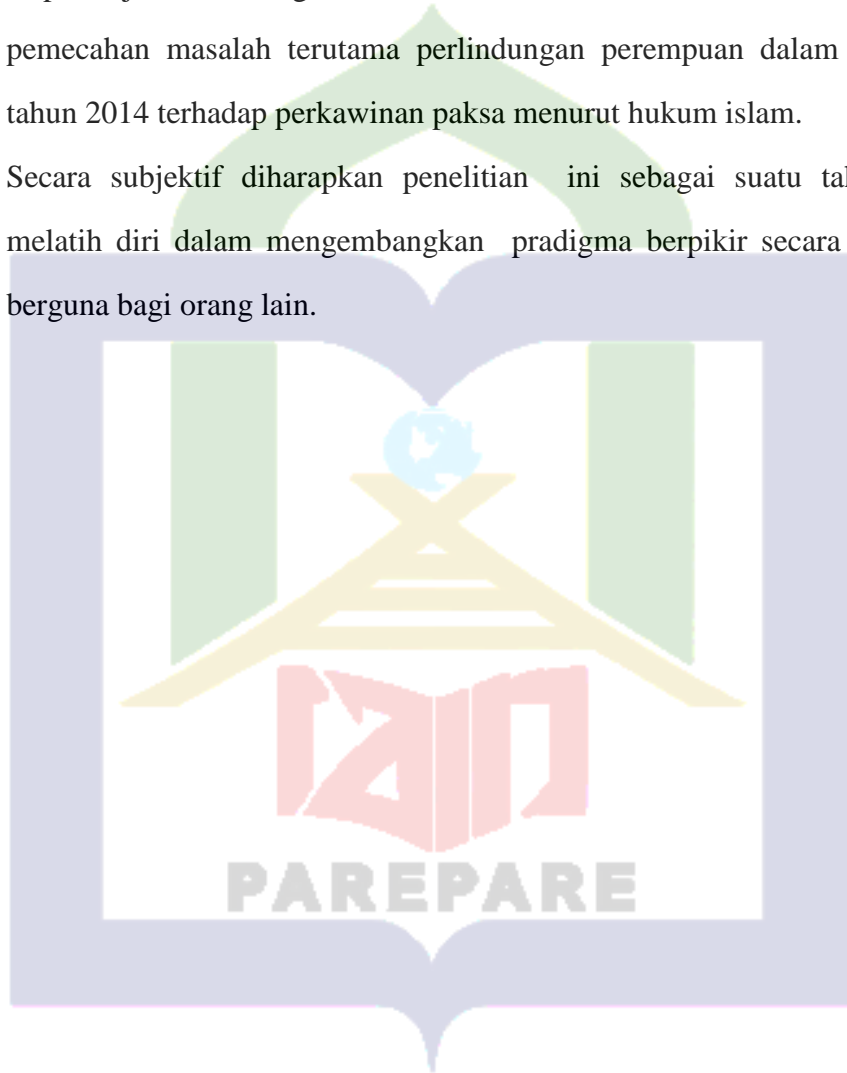 pemecahan masalah terutama perlindungan perempuan dalam
tahun 2014 terhadap perkawinan paksa menurut hukum islam.
Secara subjektif diharapkan penelitian ini sebagai suatu
melatih diri dalam mengembangkan pradigma berpikir secara
berguna bagi orang lain.
iain
PAREPARE